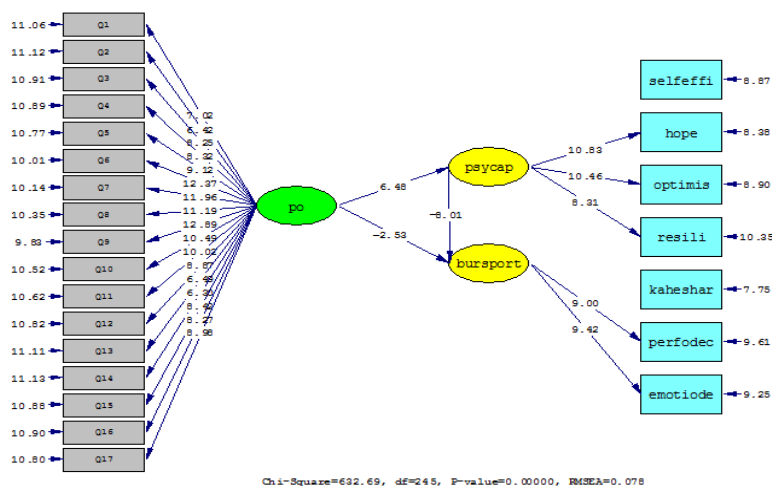 11.06 Q1
11.12 Q2
10.91 Q3
10.89 Q4
10.77 Q5
10.01 Q6
10.14 Q7
10.35 Q8
9.83 Q9
10.52 Q10
10.62 Q11
10.82 Q12
11.11 Q13
11.13 Q14
10.88 Q15
10.90 Q16
10.80 Q17
7.02
6.42
8.25
8.32
9.12
12.37
11.96
11.19
12.89
10.49
10.02
8.87
8.27
8.98
po
6.48
-2.53
psycap
-8.01
bursport
10.83
10.46
8.31
9.00
9.42
selfeffi 8.87
hope 8.38
optimis 8.90
resili 10.35
kaheshar 7.75
perfodec 9.61
emotiode 9.25
Chi-Square=632.69, df=245, P-value=0.00000, RMSEA=0.078